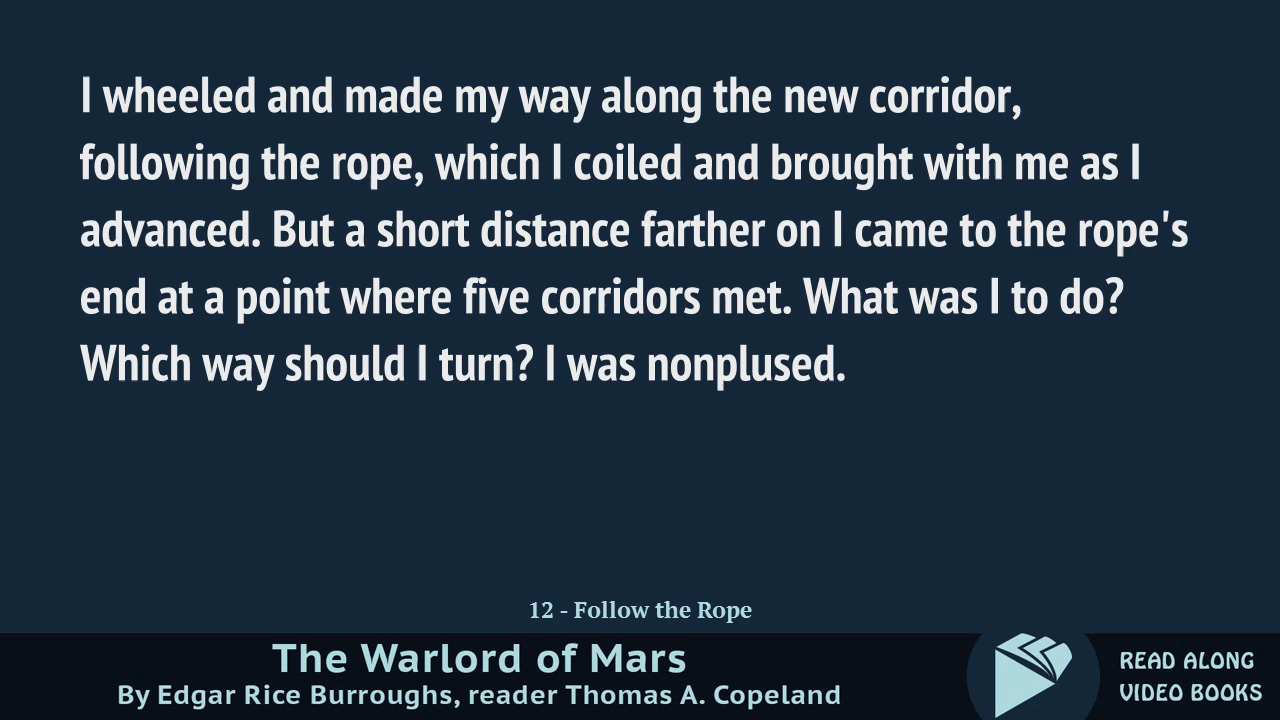 I wheeled and made my way along the new corridor,
following the rope, which I coiled and brought with me as I
advanced. But a short distance farther on I came to the rope's
end at a point where five corridors met. What was I to do?
Which way should I turn? I was nonplused.
12 - Follow the Rope
The Warlord of Mars
By Edgar Rice Burroughs, reader Thomas A. Copeland
READ ALONG
VIDEO BOOKS